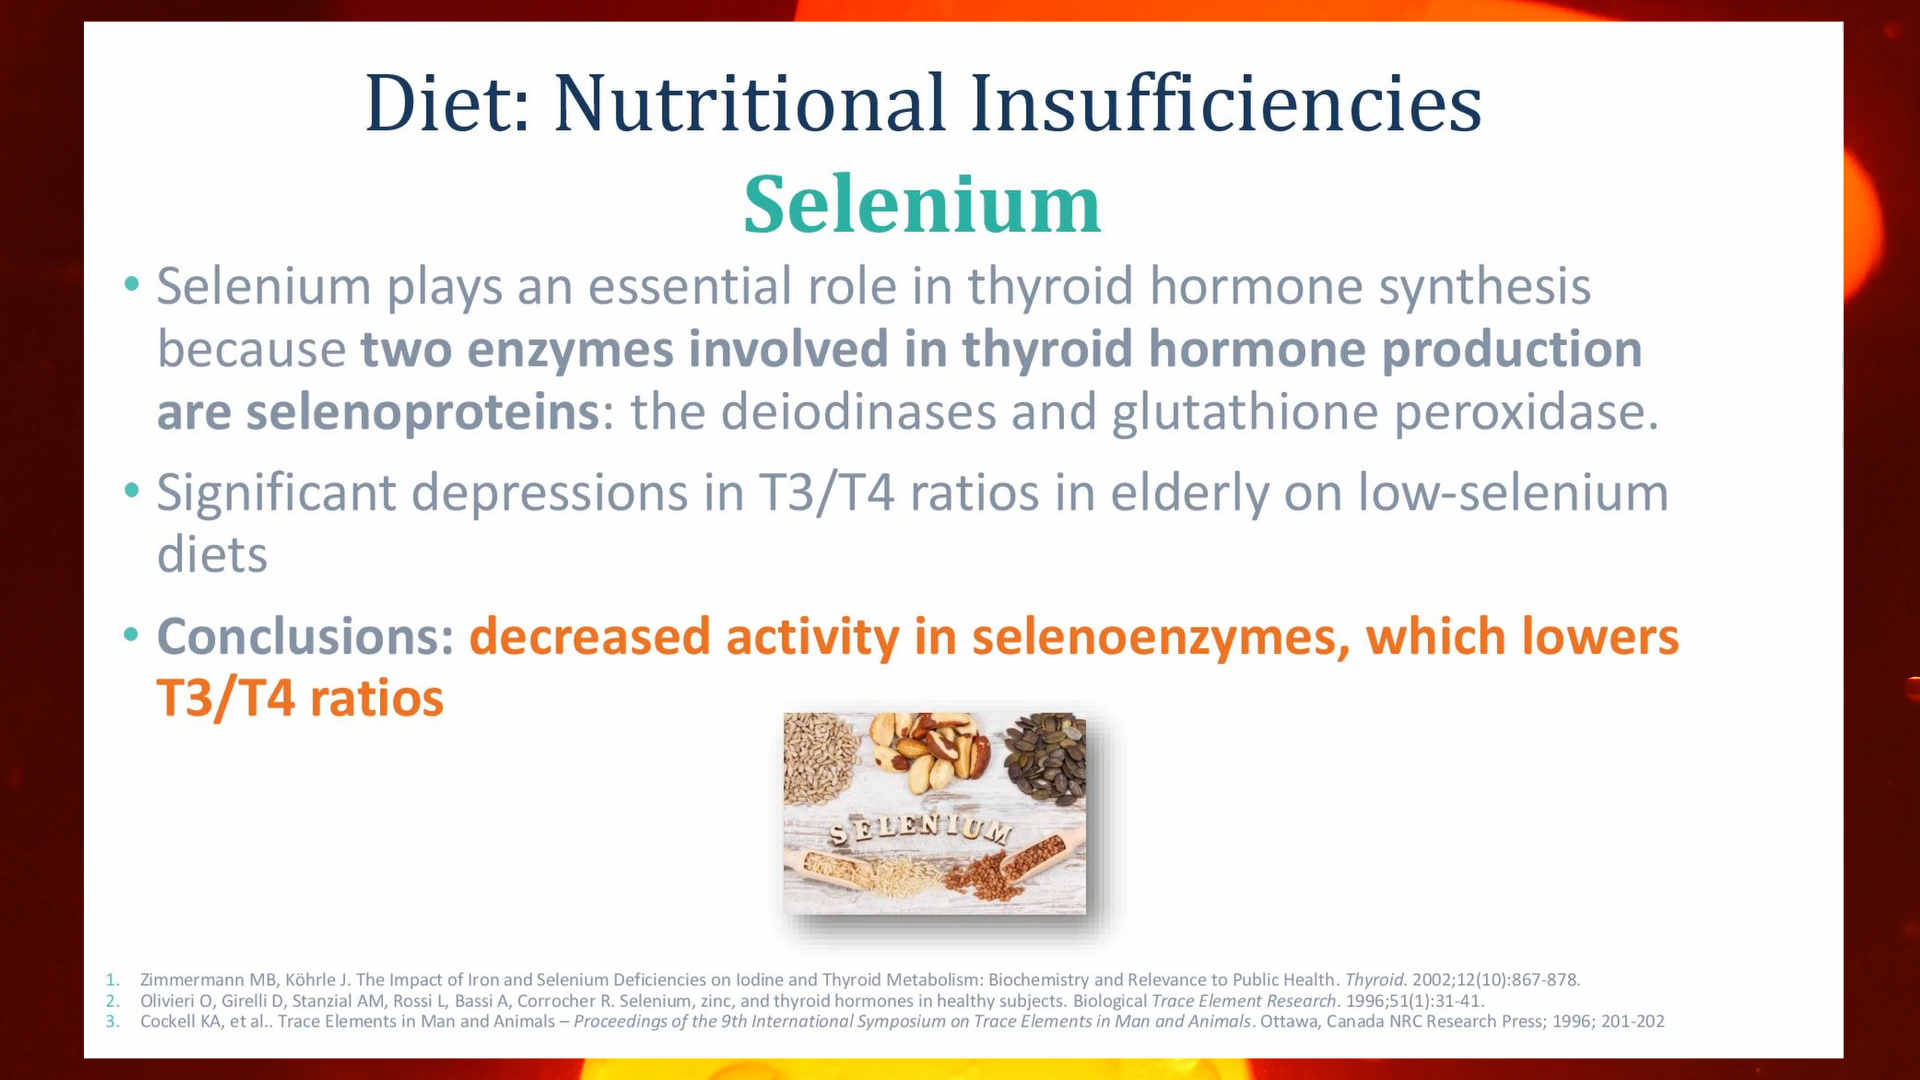 Diet: Nutritional Insufficiencies
Selenium
• Selenium plays an essential role in thyroid hormone synthesis
because two enzymes involved in thyroid hormone production
are selenoproteins: the deiodinases and glutathione peroxidase.
• Significant depressions in T3/T4 ratios in elderly on low-selenium
diets
• Conclusions: decreased activity in selenoenzymes, which lowers
T3/T4 ratios
SELENIUM
1. Zimmermann MB, Köhrle J. The Impact of Iron and Selenium Deficiencies on Iodine and Thyroid Metabolism: Biochemistry and Relevance to Public Health. Thyroid. 2002;12(10):867-878.
2. Olivieri O, Girelli D, Stanzial AM, Rossi L, Bassi A, Corrocher R. Selenium, zinc, and thyroid hormones in healthy subjects. Biological Trace Element Research. 1996;51(1):31-41.
3. Cockell KA, et al.. Trace Elements in Man and Animals – Proceedings of the 9th International Symposium on Trace Elements in Man and Animals. Ottawa, Canada NRC Research Press; 1996; 201-202